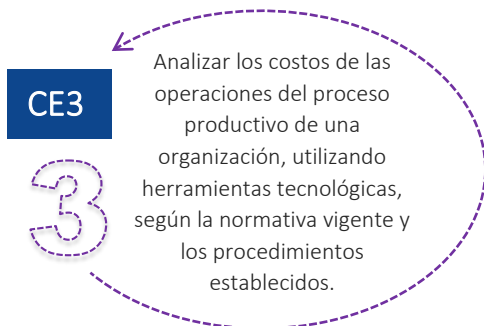 CE3
3
Analizar los costos de las
operaciones del proceso
productivo de una
organización, utilizando
herramientas tecnológicas,
según la normativa vigente y
los procedimientos
establecidos.